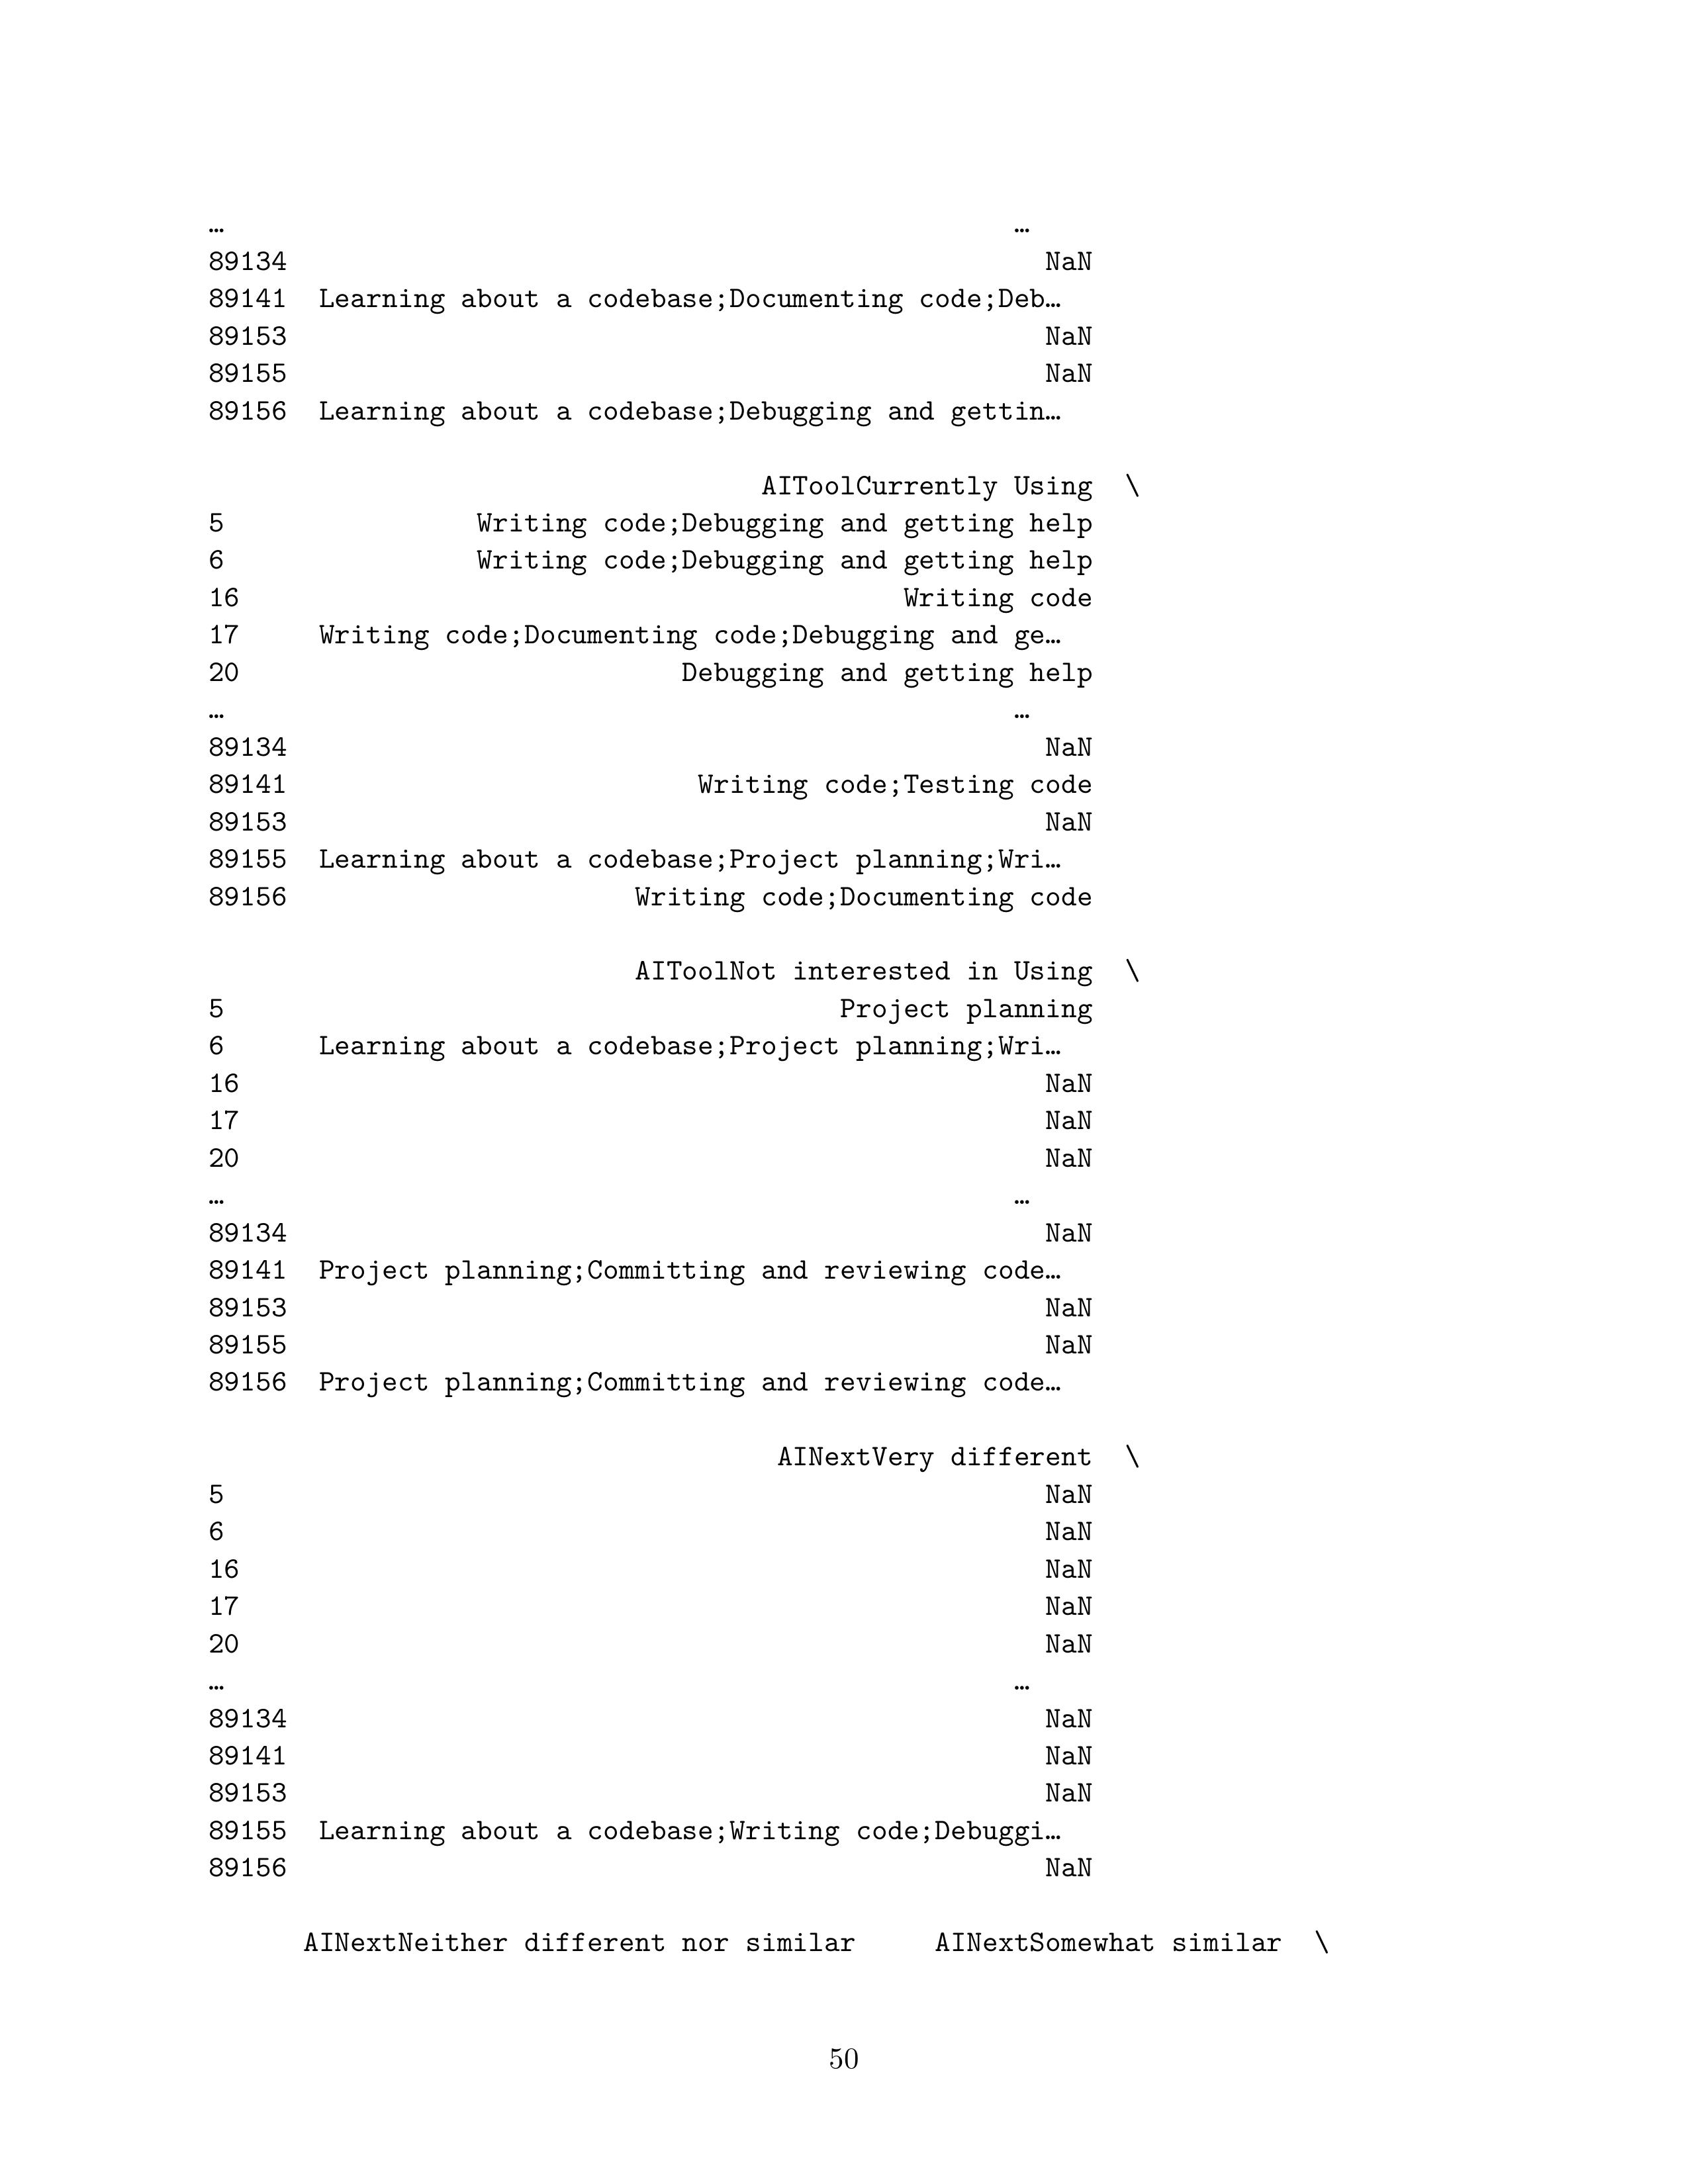 …                                                  …
89134                                                NaN
89141  Learning about a codebase;Documenting code;Deb…
89153                                                NaN
89155                                                NaN
89156  Learning about a codebase;Debugging and gettin…
AIToolCurrently Using  \
5                Writing code;Debugging and getting help
6                Writing code;Debugging and getting help
16                                          Writing code
17     Writing code;Documenting code;Debugging and ge…
20                            Debugging and getting help
…                                                  …
89134                                                NaN
89141                          Writing code;Testing code
89153                                                NaN
89155  Learning about a codebase;Project planning;Wri…
89156                      Writing code;Documenting code
AIToolNot interested in Using  \
5                                       Project planning
6      Learning about a codebase;Project planning;Wri…
16                                                   NaN
17                                                   NaN
20                                                   NaN
…                                                  …
89134                                                NaN
89141  Project planning;Committing and reviewing code…
89153                                                NaN
89155                                                NaN
89156  Project planning;Committing and reviewing code…
AINextVery different  \
5                                                    NaN
6                                                    NaN
16                                                   NaN
17                                                   NaN
20                                                   NaN
…                                                  …
89134                                                NaN
89141                                                NaN
89153                                                NaN
89155  Learning about a codebase;Writing code;Debuggi…
89156                                                NaN
AINextNeither different nor similar     AINextSomewhat similar  \
50